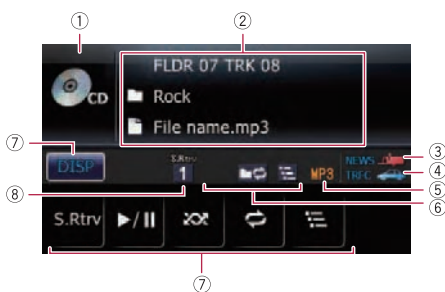 ① ②
FLDR 07 TRK 08
CD
Rock
File name.mp3
⑦ ③
DISP
S.Rtrv
1
MP3
NEWS
TRFC
④
⑤
⑧ ⑥
S.Rtrv
⑦